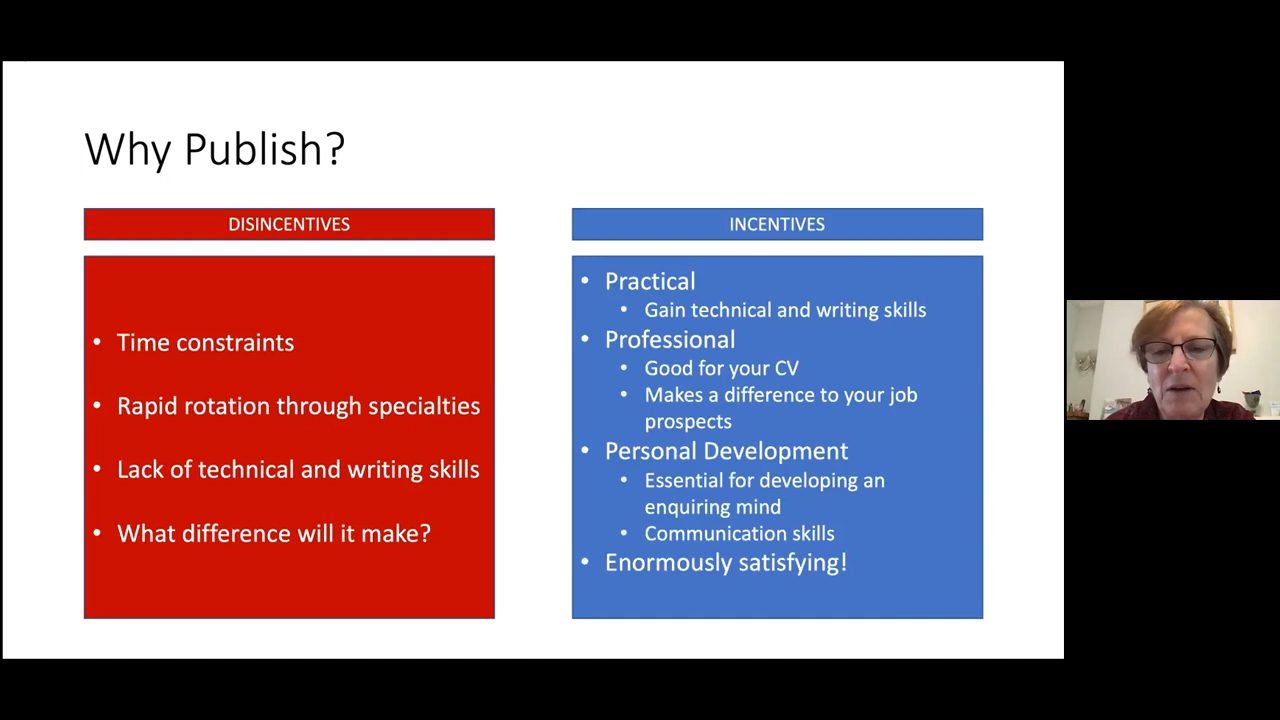 Why Publish?
DISINCENTIVES
• Time constraints
• Rapid rotation through specialties
• Lack of technical and writing skills
• What difference will it make?
INCENTIVES
• Practical
• Gain technical and writing skills
• Professional
• Good for your CV
• Makes a difference to your job
prospects
• Personal Development
• Essential for developing an
enquiring mind
• Communication skills
• Enormously satisfying!